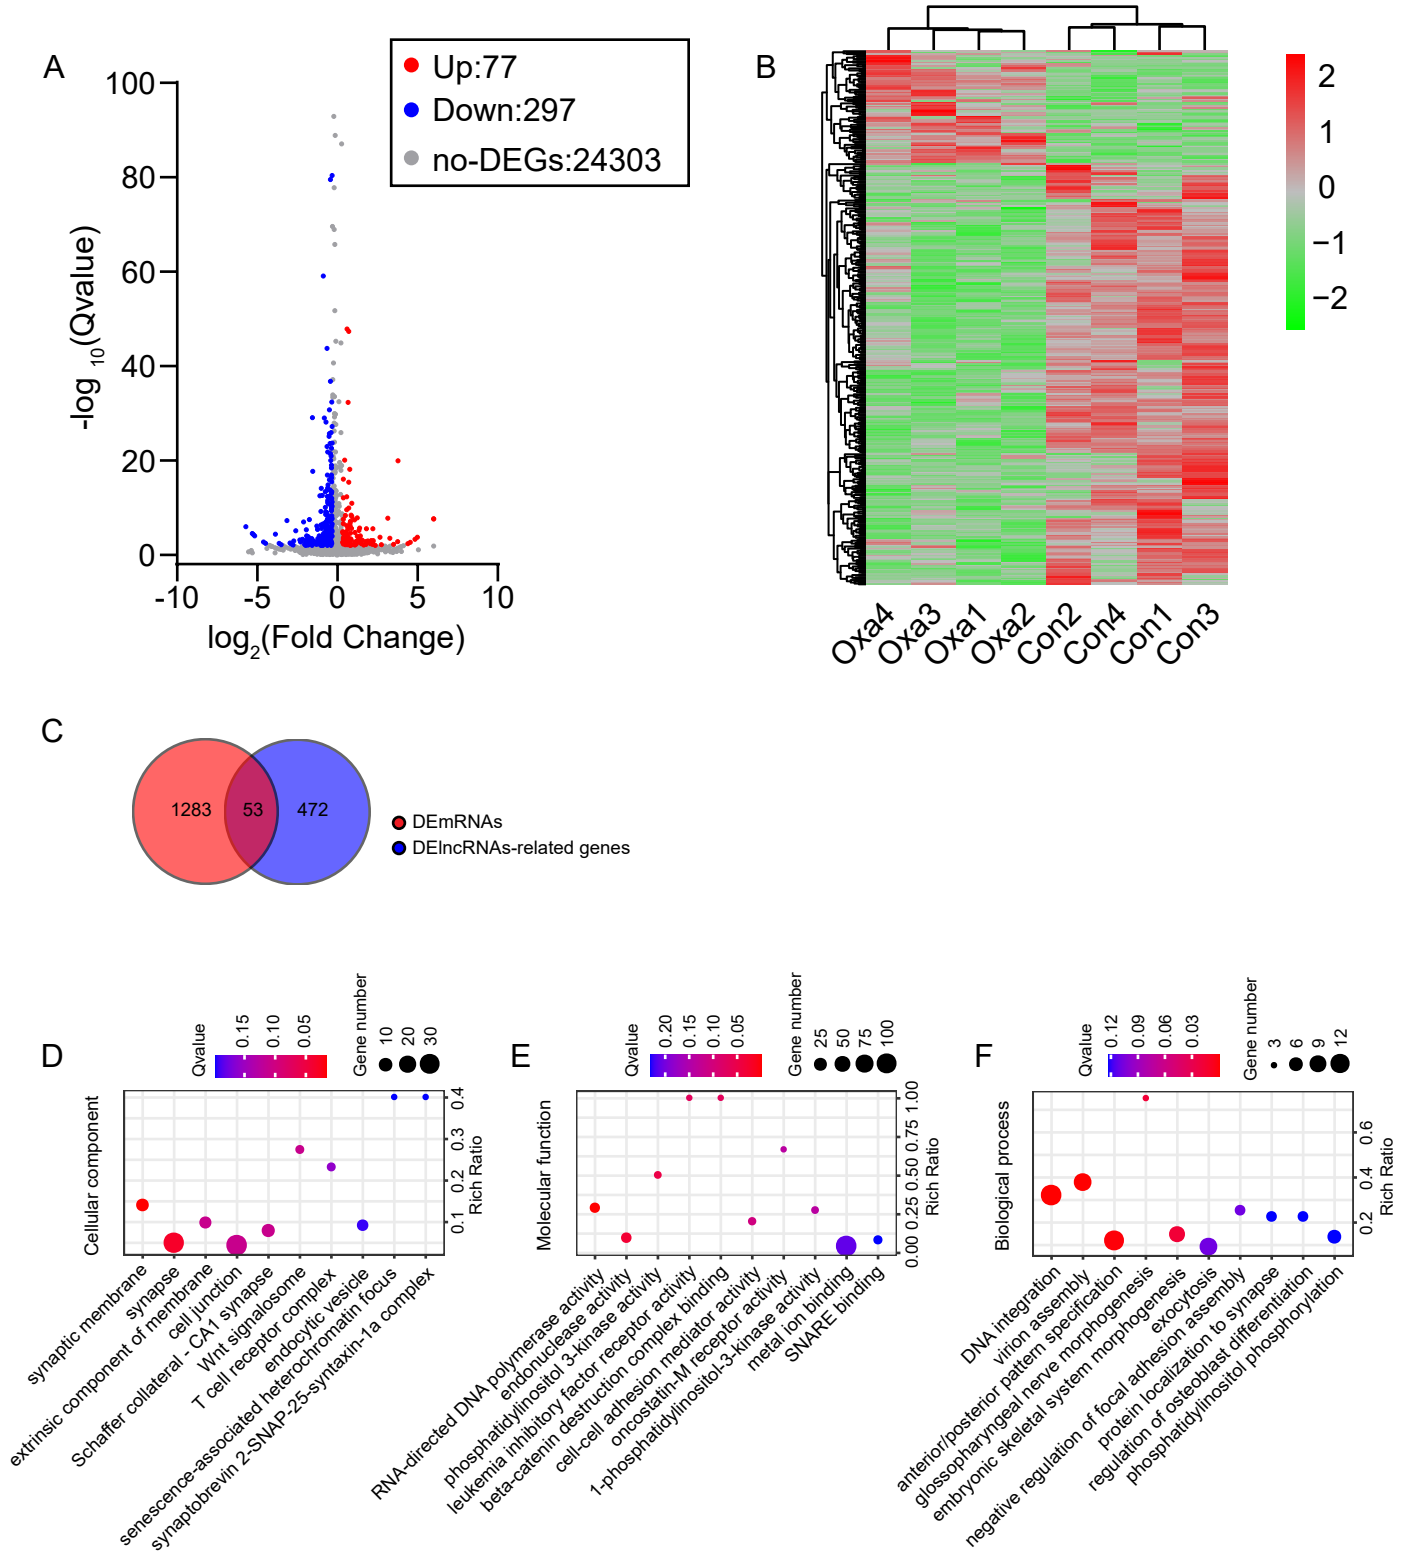 A
Up:77
Down:297
no-DEGs:24303
100
80
60
40
20
0
-log 10(Qvalue)
-10
-5
0
5
10
log2(Fold Change)
B
2
1
0
−1
−2
Oxa4
Oxa3
Oxa1
Oxa2
Con2
Con4
Con1
Con3
C
1283
53
472
DEmRNAs
DElncRNAs-related genes
D
Qvalue
0.15
0.10
0.05
Gene number
10
20
30
Cellular component
0.4
0.3
0.2
0.1
Rich Ratio
synaptic membrane
synapse
extrinsic component of membrane
cell junction
Schaffer collateral - CA1 synapse
Wnt signalosome
T cell receptor complex
endocytic vesicle
senescence-associated heterochromatin focus
synaptobrevin 2-SNAP-25-syntaxin-1a complex
E
Qvalue
0.20
0.15
0.10
0.05
Gene number
25
50
75
100
Molecular function
1.00
0.75
0.50
0.25
0.00
Rich Ratio
RNA-directed DNA polymerase activity
endonuclease activity
phosphatidylinositol 3-kinase activity
leukemia inhibitory factor receptor activity
beta-catenin destruction complex binding
cell-cell adhesion mediator activity
oncostatin-M receptor activity
1-phosphatidylinositol-3-kinase activity
metal ion binding
SNARE binding
F
Qvalue
0.12
0.09
0.06
0.03
Gene number
3
6
9
12
Biological process
0.6
0.4
0.2
Rich Ratio
DNA integration
virion assembly
anterior/posterior pattern specification
glossopharyngeal nerve morphogenesis
embryonic skeletal system morphogenesis
exocytosis
negative regulation of focal adhesion assembly
protein localization to synapse
regulation of osteoblast differentiation
phosphatidylinositol phosphorylation